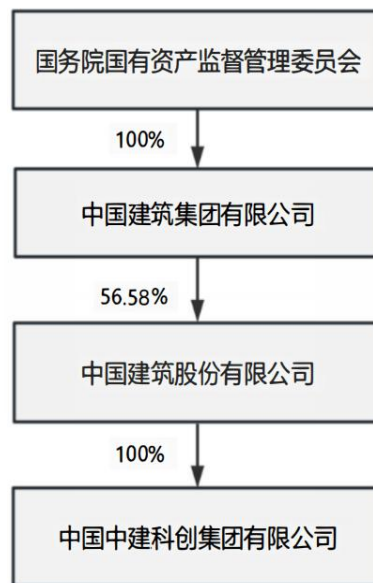 国务院国有资产监督管理委员会
100%
中国建筑集团有限公司
56.58%
中国建筑股份有限公司
100%
中国中建科创集团有限公司